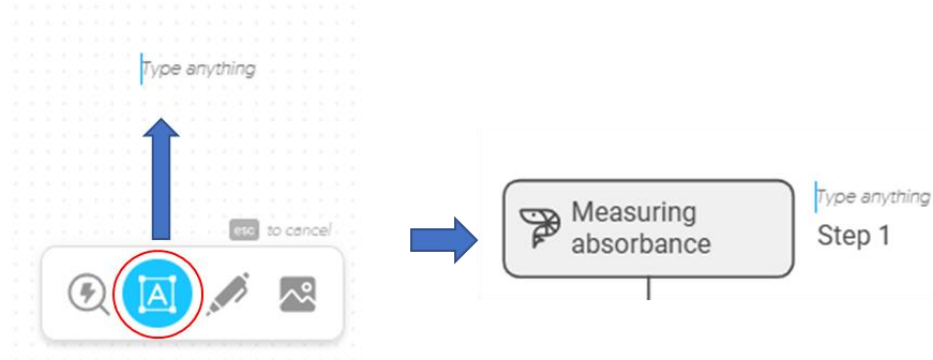 Type anything
esc to cancel
A
Measuring
absorbance
Type anything
Step 1